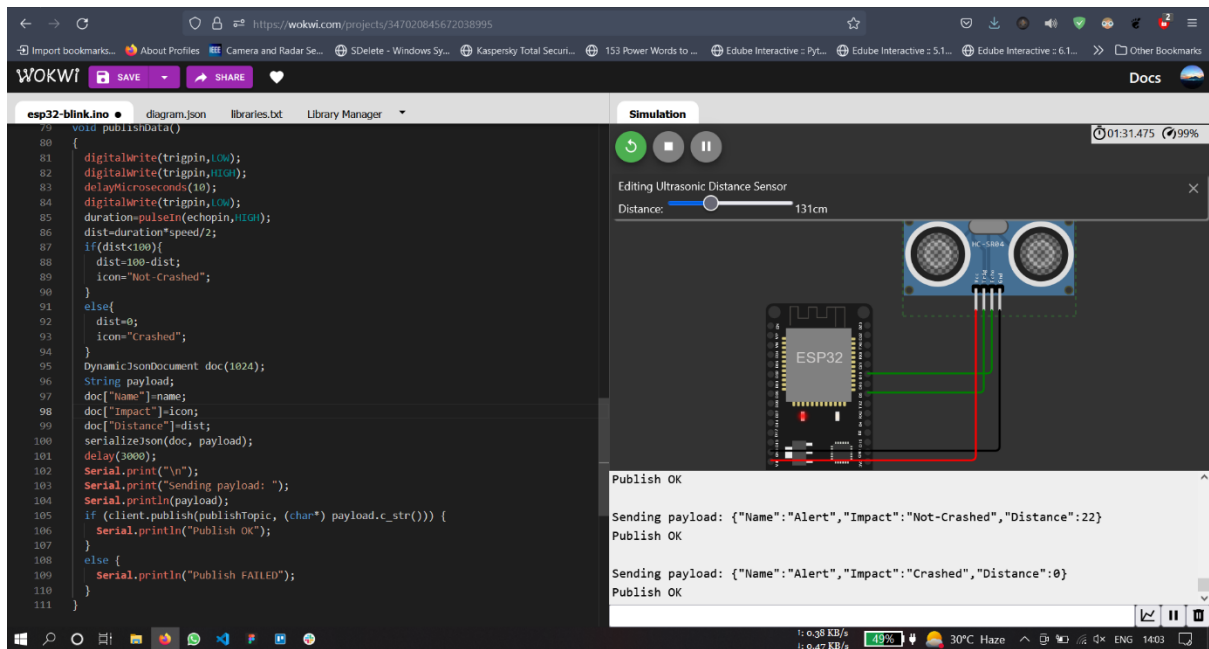 https://wokwi.com/projects/347020845672038995
2
Import bookmarks... About Profiles Camera and Radar Se... SDelete - Windows Sy... Kaspersky Total Securi... 153 Power Words to ... Edube Interactive :: Pyt... Edube Interactive :: 5.1... Edube Interactive :: 6.1... Other Bookmarks
WOKWi SAVE SHARE Docs
esp32-blink.ino ● diagram.json libraries.txt Library Manager
79 void publishData()
80 {
81 digitalWrite(trigpin,LOW);
82 digitalWrite(trigpin,HIGH);
83 delayMicroseconds(10);
84 digitalWrite(trigpin,LOW);
85 duration=pulseIn(echopin,HIGH);
86 dist=duration*speed/2;
87 if(dist<100){
88 dist=100-dist;
89 icon="Not-Crashed";
90 }
91 else{
92 dist=0;
93 icon="Crashed";
94 }
95 DynamicJsonDocument doc(1024);
96 String payload;
97 doc["Name"]=name;
98 doc["Impact"]=icon;
99 doc["Distance"]=dist;
100 serializeJson(doc, payload);
101 delay(3000);
102 Serial.print("\n");
103 Serial.print("Sending payload: ");
104 Serial.println(payload);
105 if (client.publish(publishTopic, (char*) payload.c_str())) {
106 Serial.println("Publish OK");
107 }
108 else {
109 Serial.println("Publish FAILED");
110 }
111 }
Simulation
01:31.475 99%
Editing Ultrasonic Distance Sensor
Distance: 131cm
HC-SR04
ESP32
Publish OK
Sending payload: {"Name":"Alert","Impact":"Not-Crashed","Distance":22}
Publish OK
Sending payload: {"Name":"Alert","Impact":"Crashed","Distance":0}
Publish OK
0.38 KB/s
0.47 KB/s
49% 30°C Haze ENG 14:03